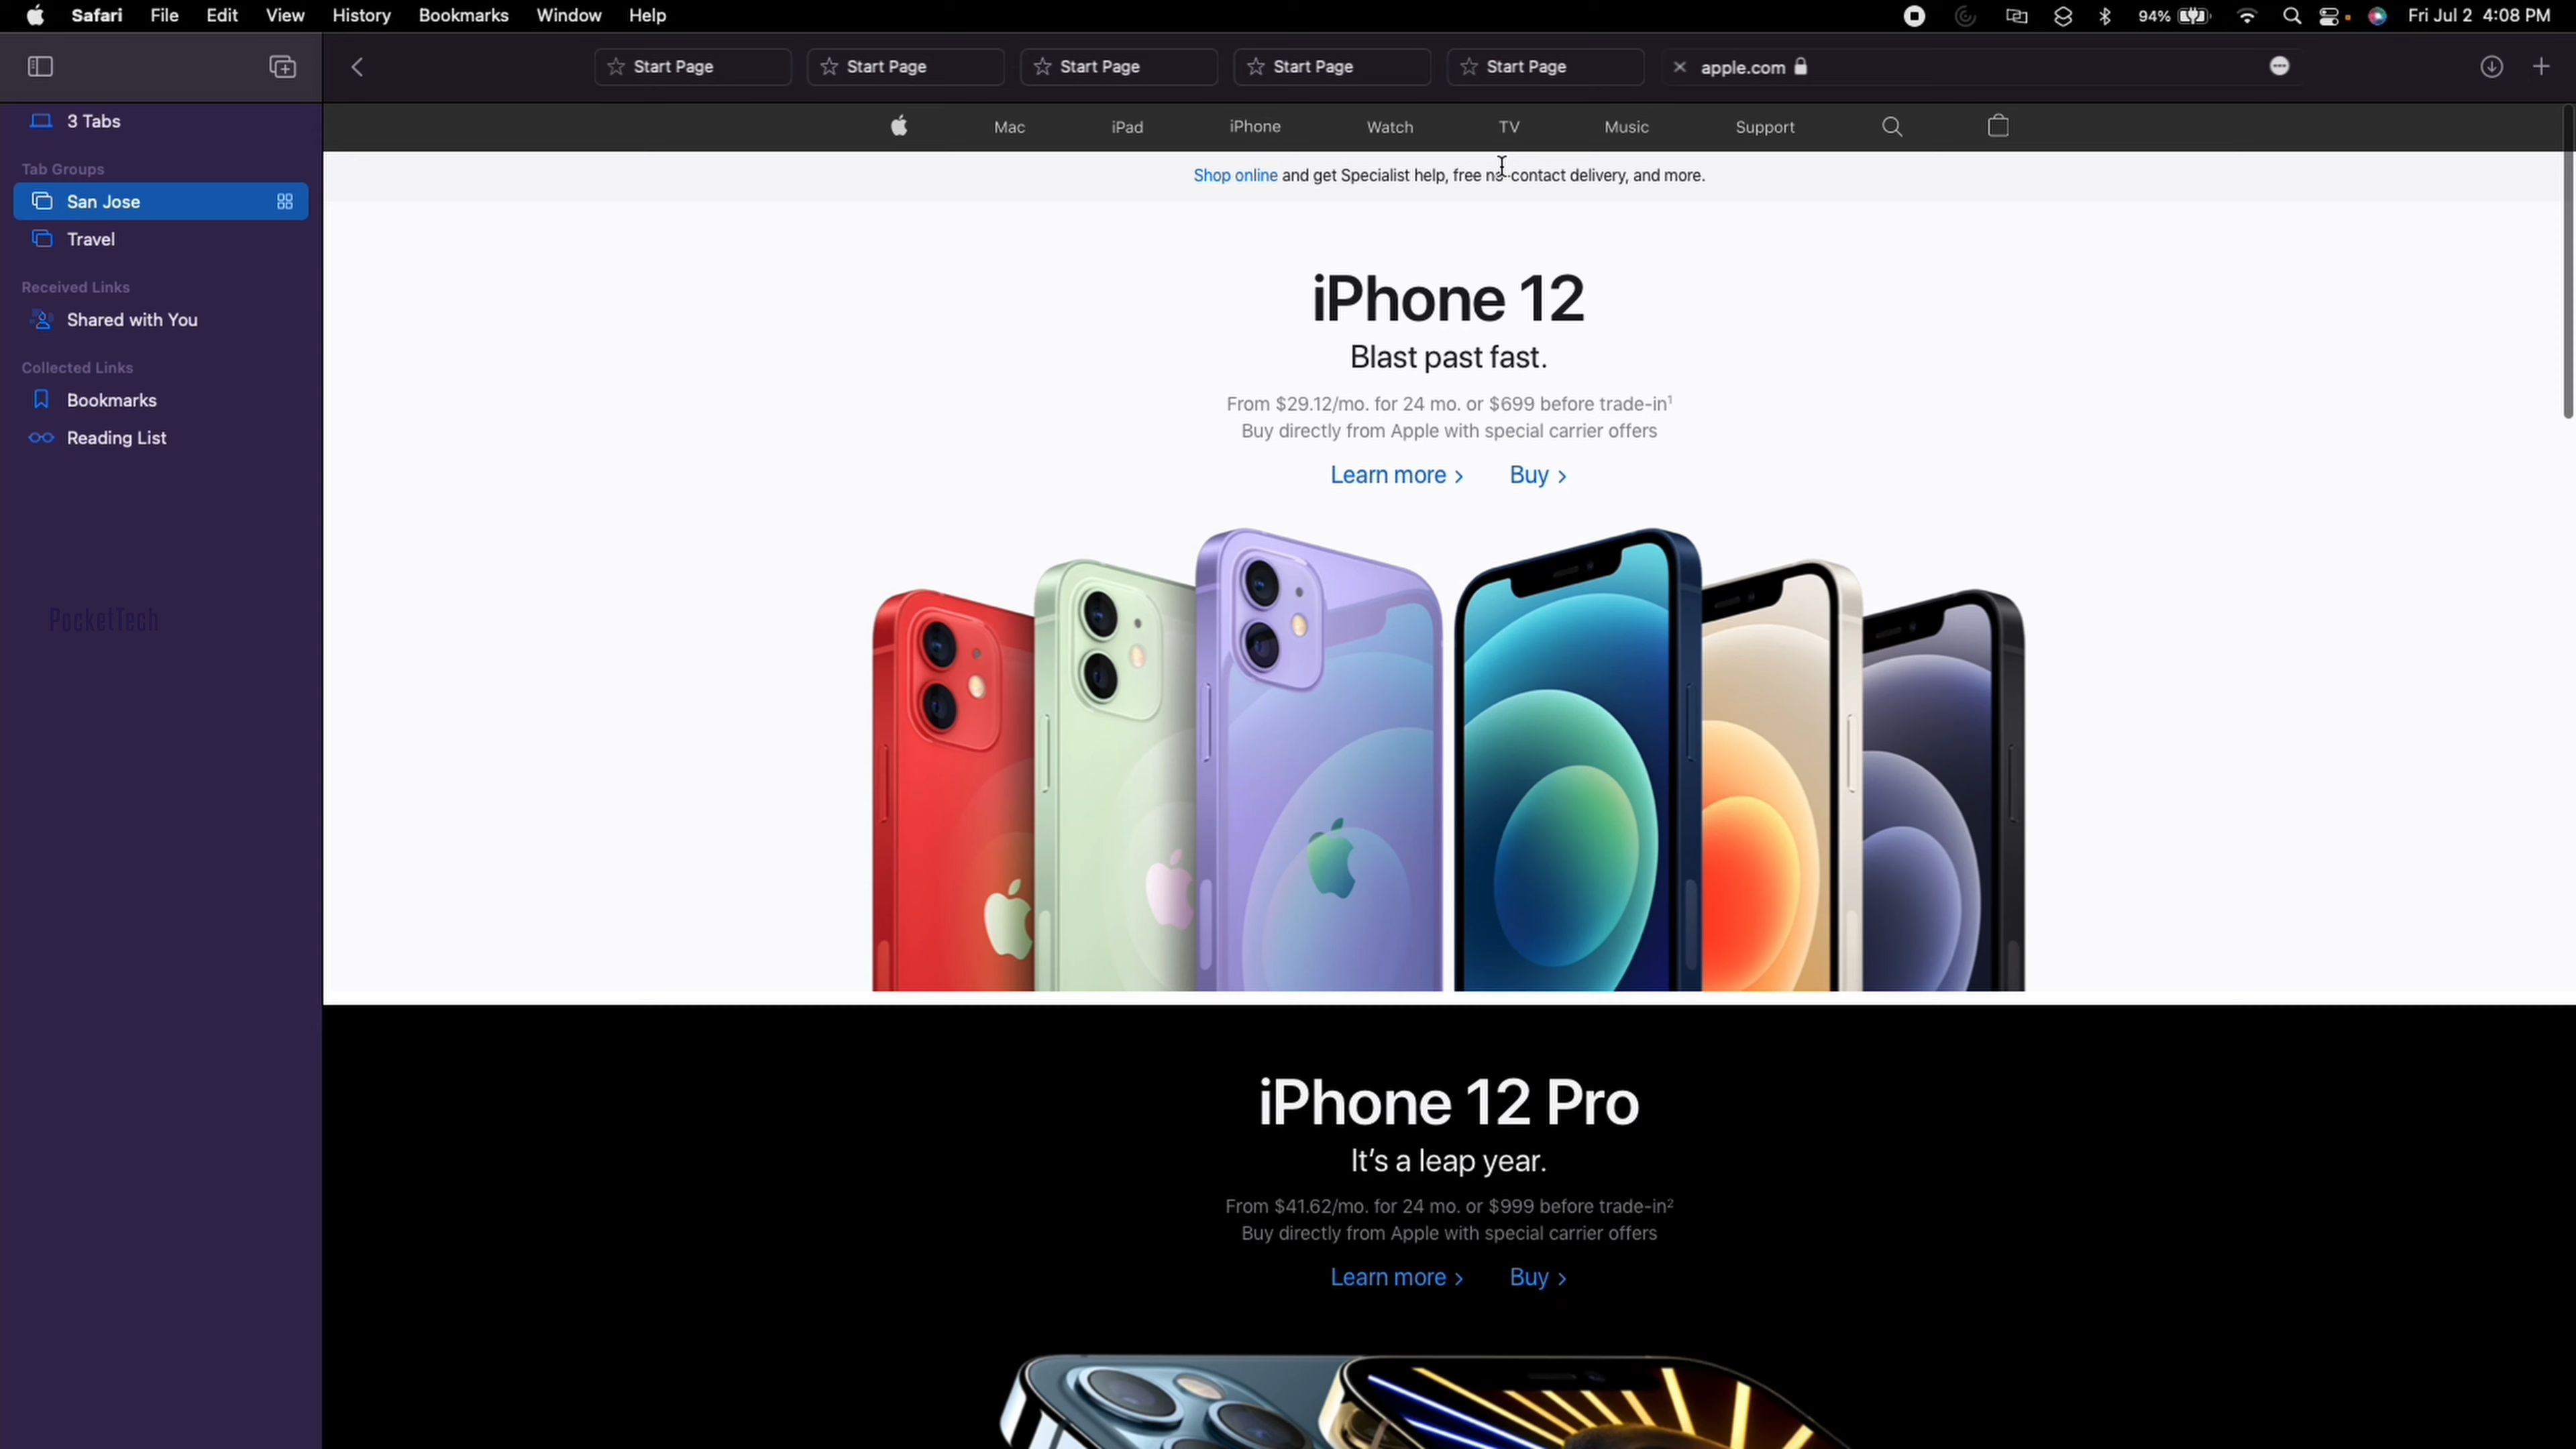 Safari File Edit View History Bookmarks Window Help 94% Fri Jul 2 4:08 PM
Start Page Start Page Start Page Start Page Start Page apple.com
3 Tabs
Tab Groups
San Jose
Travel
Received Links
Shared with You
Collected Links
Bookmarks
Reading List
PocketTech
Mac iPad iPhone Watch TV Music Support
Shop online and get Specialist help, free no-contact delivery, and more.
iPhone 12
Blast past fast.
From $29.12/mo. for 24 mo. or $699 before trade-in¹
Buy directly from Apple with special carrier offers
Learn more > Buy >
iPhone 12 Pro
It's a leap year.
From $41.62/mo. for 24 mo. or $999 before trade-in²
Buy directly from Apple with special carrier offers
Learn more > Buy >